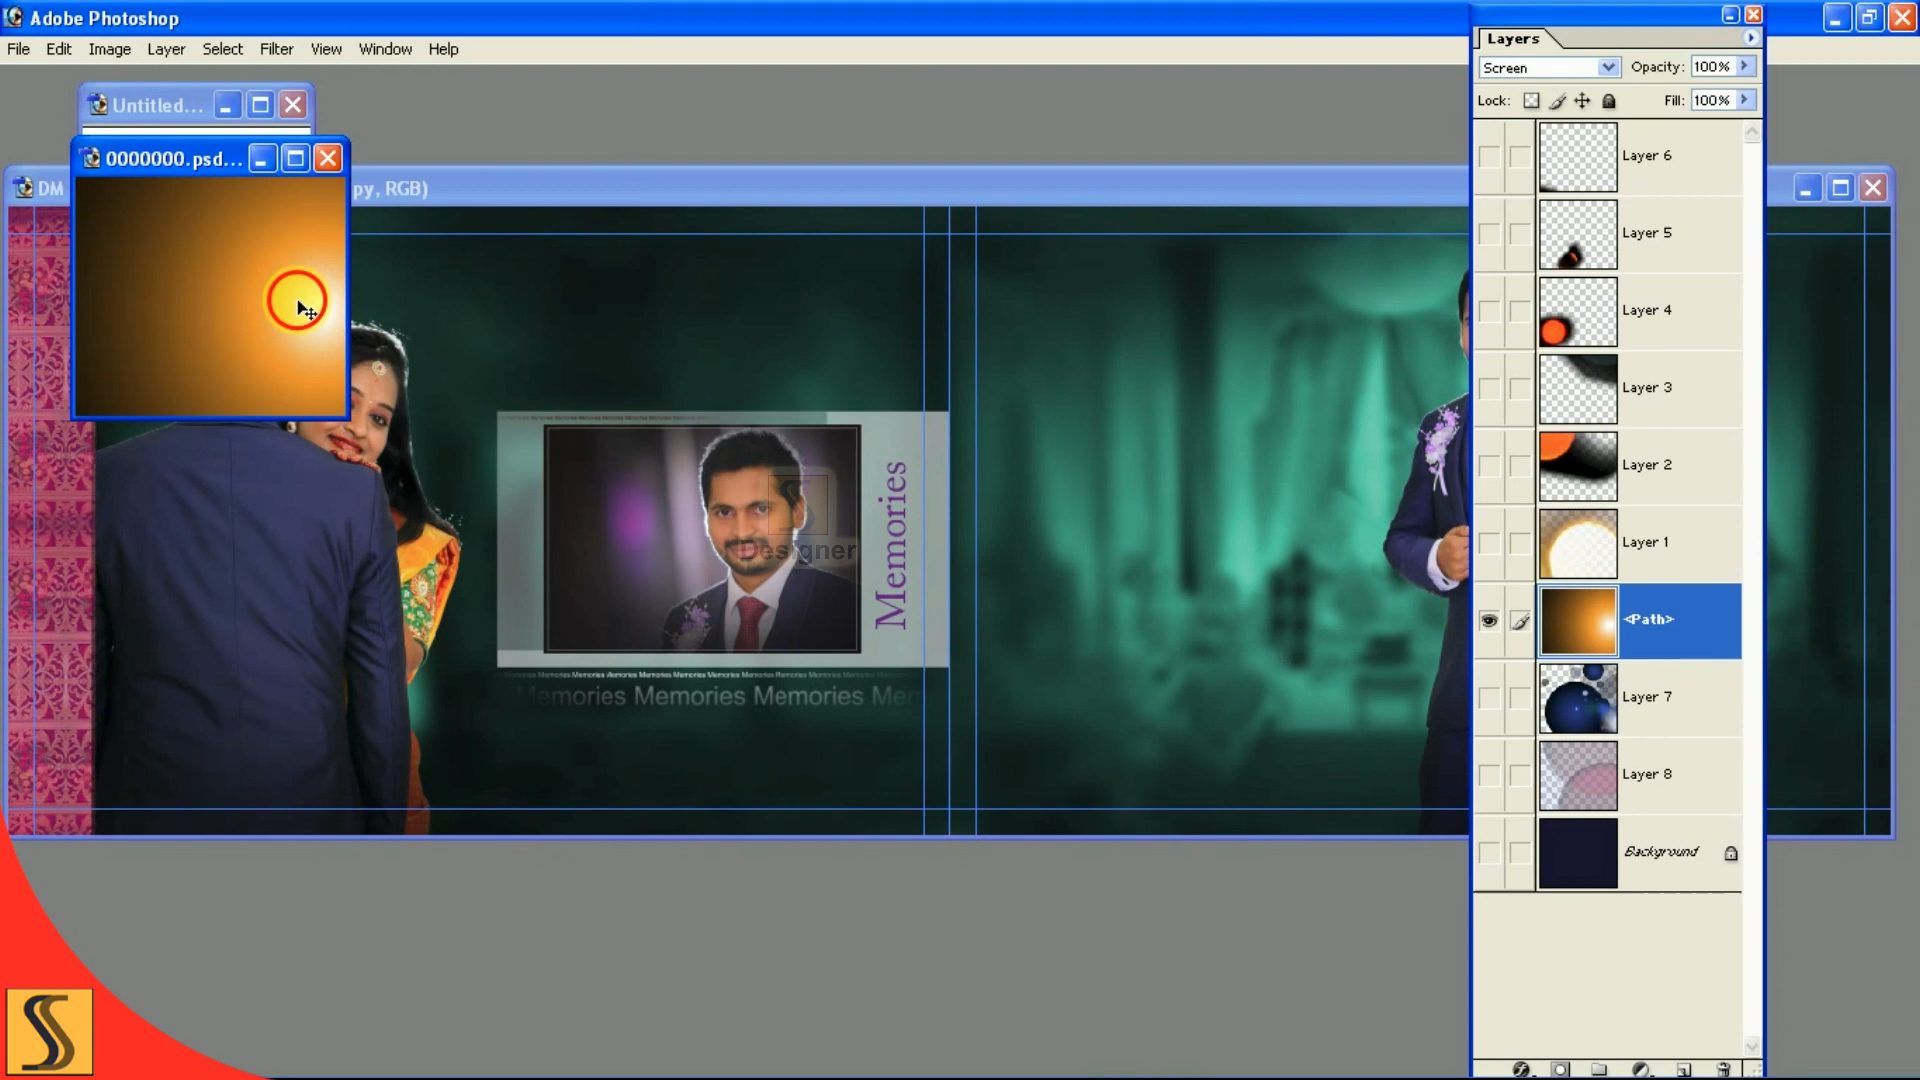 Adobe Photoshop
File Edit Image Layer Select Filter View Window Help
Untitled...
0000000.psd...
DM
py, RGB)
Memories
Designer
Memories Memories Memories Mem
Layers
Screen
Opacity: 100%
Lock:
Fill: 100%
Layer 6
Layer 5
Layer 4
Layer 3
Layer 2
Layer 1
<Path>
Layer 7
Layer 8
Background